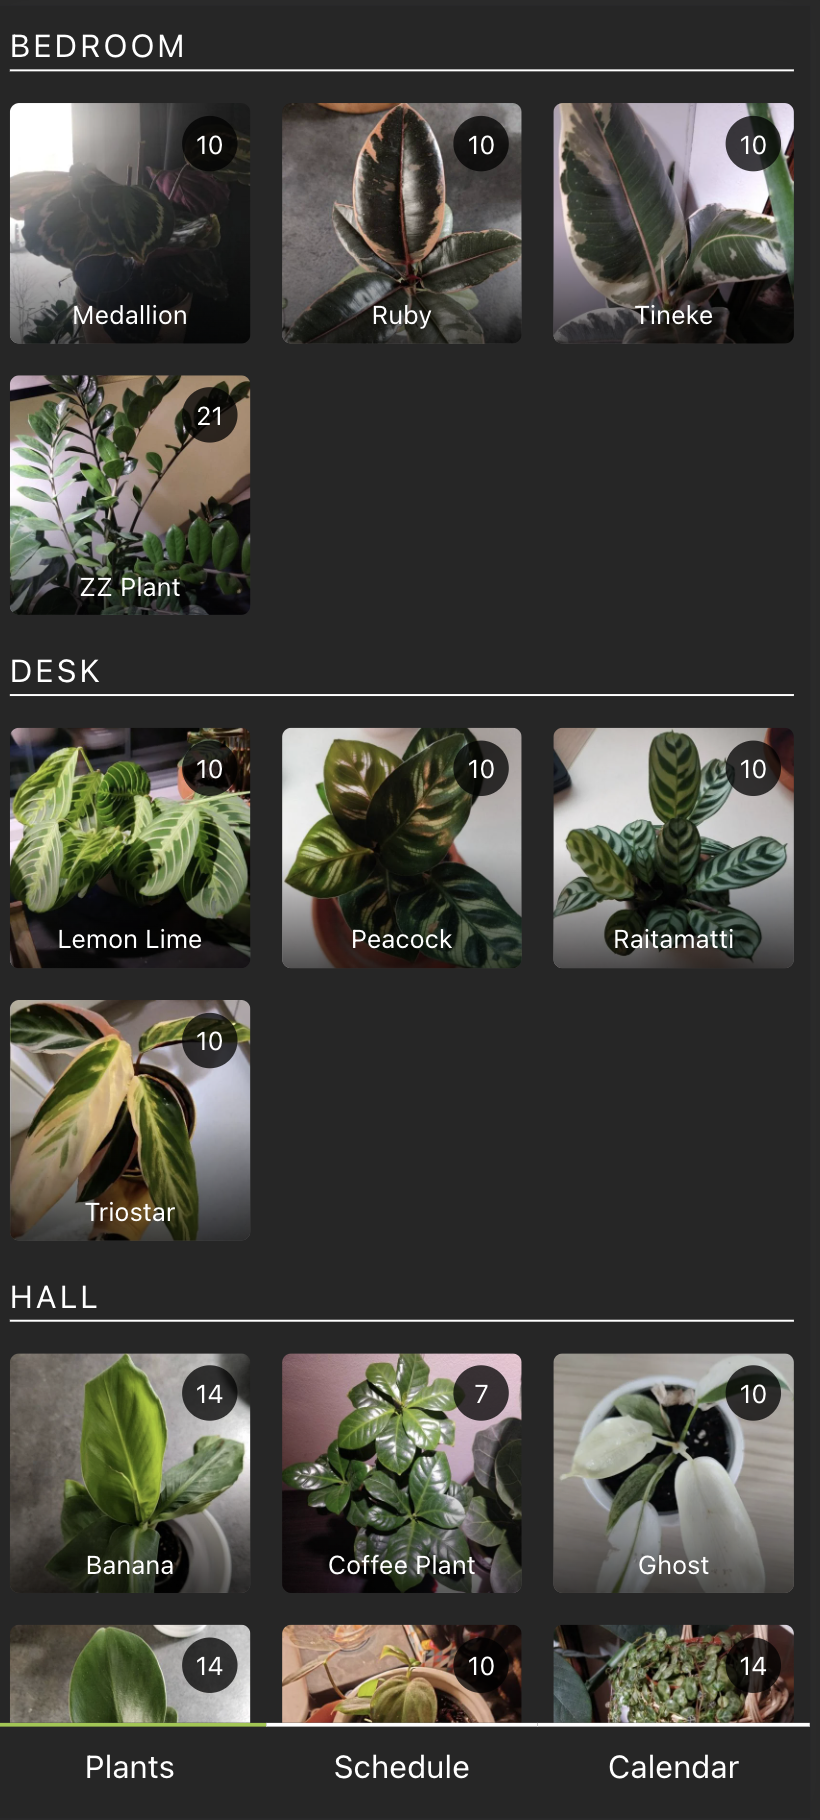 BEDROOM
10
10
10
Medallion
Ruby
Tineke
21
ZZ Plant
DESK
10
10
10
Lemon Lime
Peacock
Raitamatti
10
Triostar
HALL
14
7
10
Banana
Coffee Plant
Ghost
14
10
14
Plants
Schedule
Calendar